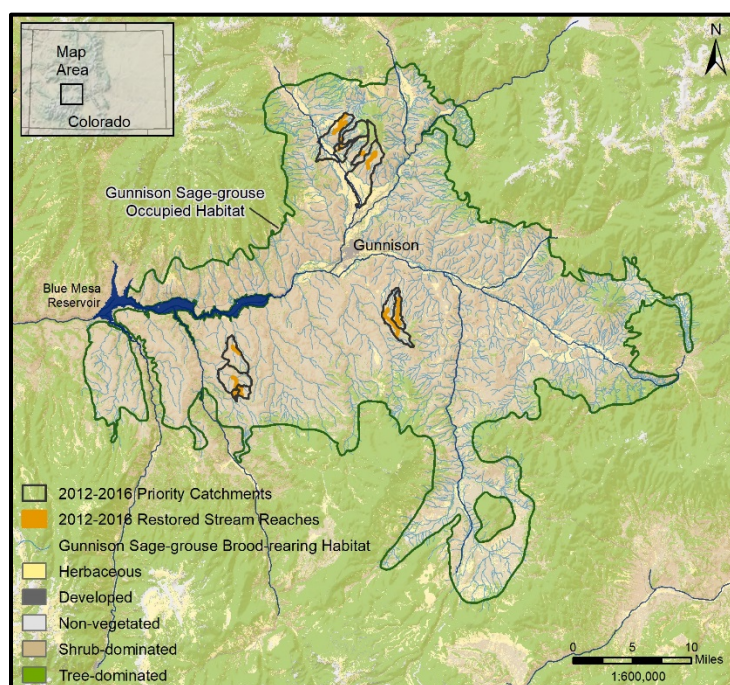 Map
Area
Colorado
N
Gunnison Sage-grouse
Occupied Habitat
Gunnison
Blue Mesa
Reservoir
2012-2016 Priority Catchments
2012-2016 Restored Stream Reaches
Gunnison Sage-grouse Brood-rearing Habitat
Herbaceous
Developed
Non-vegetated
Shrub-dominated
Tree-dominated
0 5 10
Miles
1:600,000